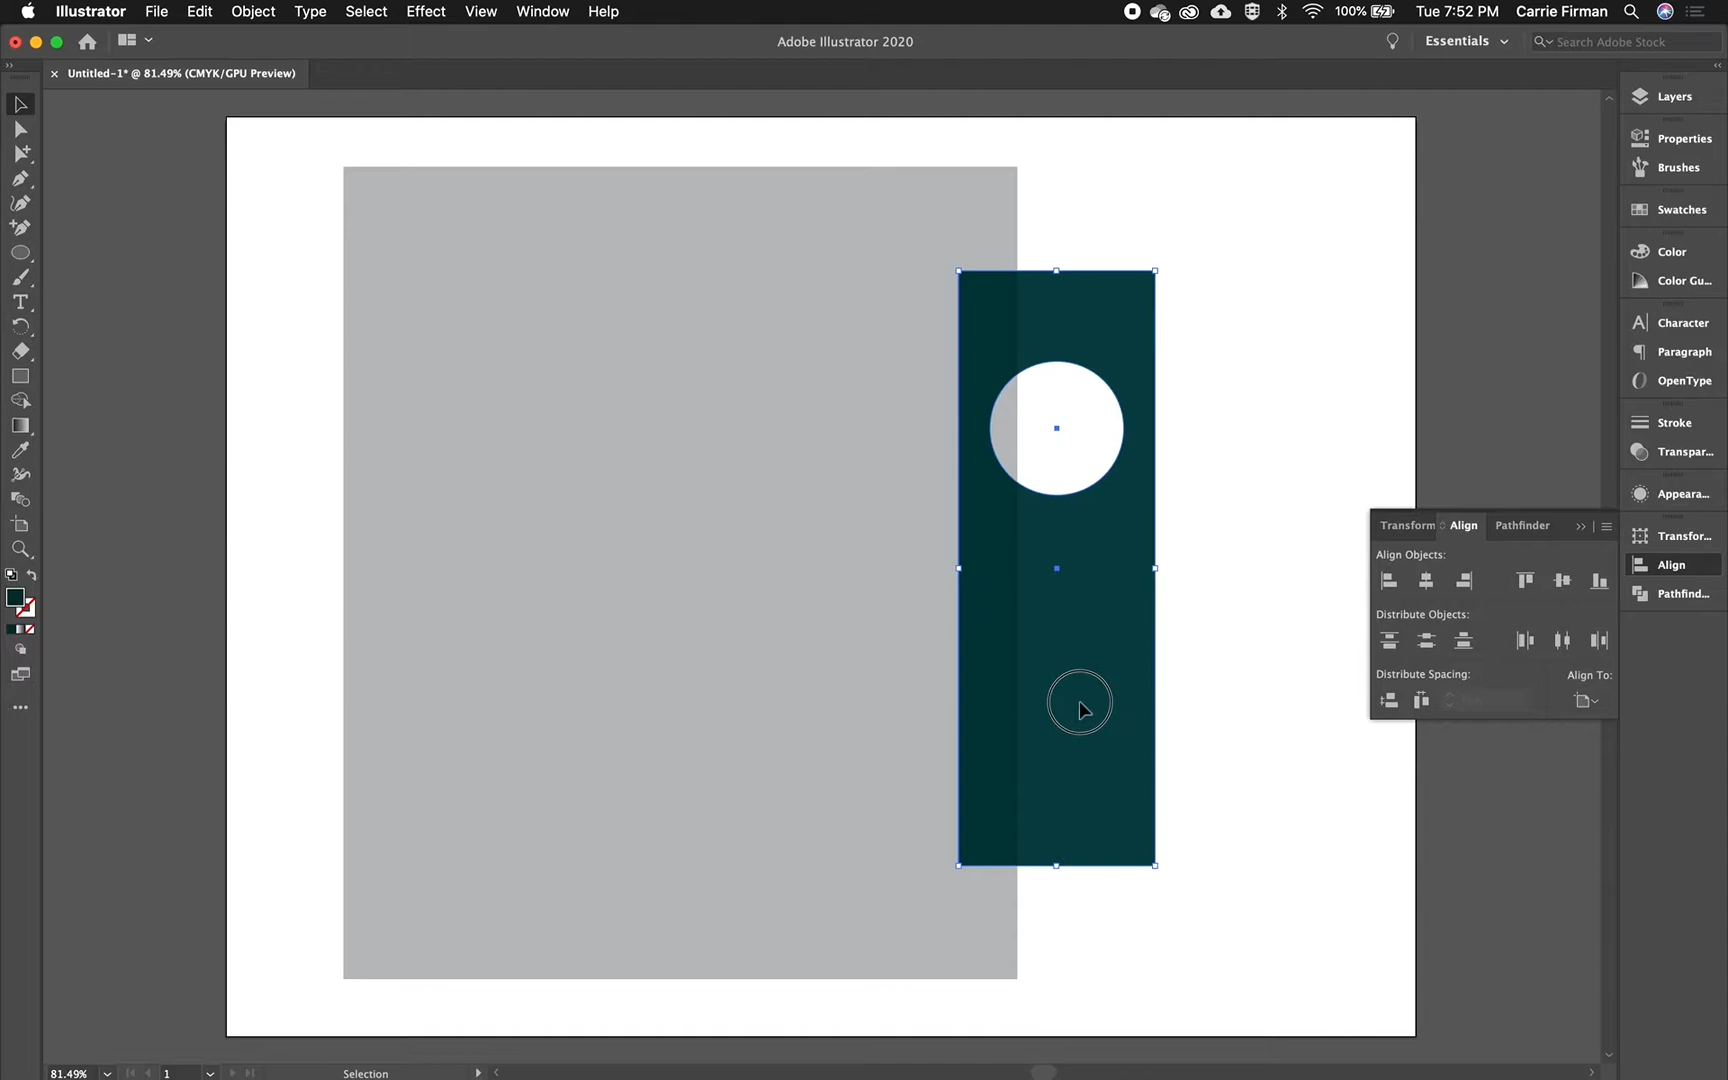 Illustrator File Edit Object Type Select Effect View Window Help 100% Tue 7:52 PM Carrie Firman
Adobe Illustrator 2020 Essentials Search Adobe Stock
Untitled-1* @ 81.49% (CMYK/GPU Preview)
Layers
Properties
Brushes
Swatches
Color
Color Gu...
Character
Paragraph
OpenType
Stroke
Transpar...
Appeara...
Transfor...
Align
Pathfind...
Transform Align Pathfinder
Align Objects:
Distribute Objects:
Distribute Spacing: Align To:
81.49% 1 Selection